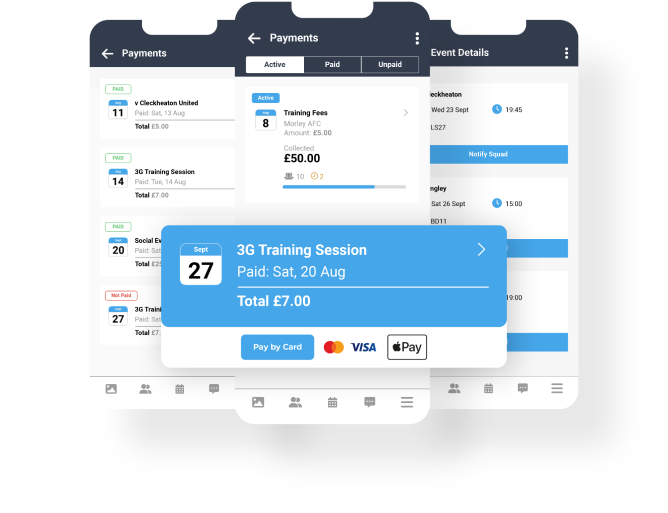 Payments
PAID
11
v Cleckheaton United
Paid: Sat, 13 Aug
Total £5.00
PAID
14
3G Training Session
Paid: Tue, 14 Aug
Total £7.00
PAID
20
Social Ev
Paid: Sat
Total £2
Not Paid
27
3G Traini
Paid: Sat
Total £7.
Payments
Active
Paid
Unpaid
Active
8
Training Fees
Morley AFC
Amount: £5.00
Collected
£50.00
10
2
Event Details
leckheaton
Wed 23 Sept
19:45
LS27
Notify Squad
ngley
Sat 26 Sept
15:00
BD11
19:00
Sept
27
3G Training Session
Paid: Sat, 20 Aug
Total £7.00
Pay by Card
VISA
Pay